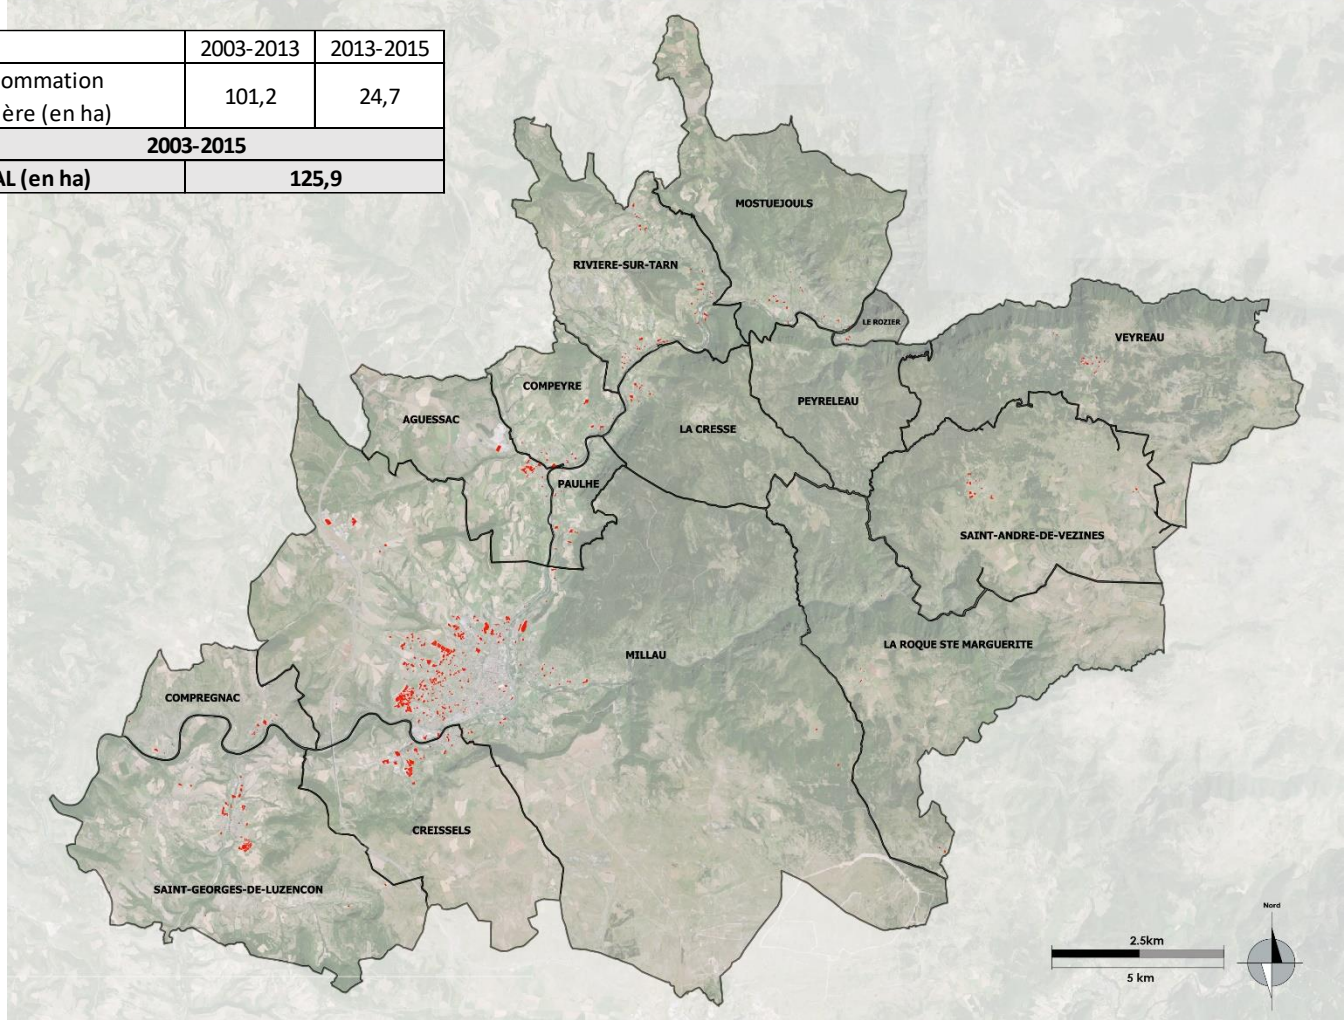 2003-2013 2013-2015
ommation
ère (en ha) 101,2 24,7
2003-2015
AL (en ha) 125,9
MOSTUEJOULS
RIVIERE-SUR-TARN
LE ROZIER
VEYREAU
COMPEYRE
PEYRELEAU
AGUESSAC
LA CRESSE
PAULHE
SAINT-ANDRE-DE-VEZINES
LA ROQUE STE MARGUERITE
MILLAU
COMPREGNAC
CREISSELS
SAINT-GEORGES-DE-LUZENCON
Nord
2.5km
5 km